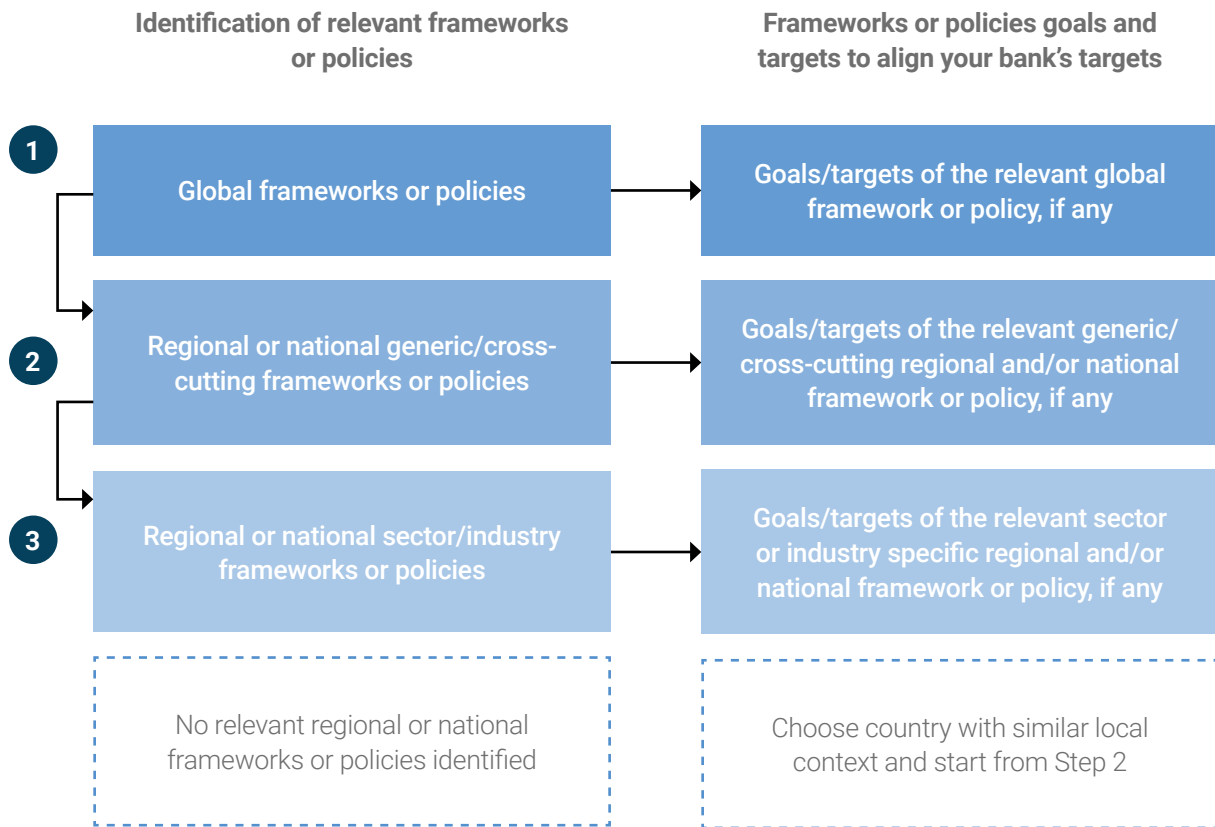 Identification of relevant frameworks
or policies
Frameworks or policies goals and
targets to align your bank's targets
1
Global frameworks or policies
Goals/targets of the relevant global
framework or policy, if any
2
Regional or national generic/cross-
cutting frameworks or policies
Goals/targets of the relevant generic/
cross-cutting regional and/or national
framework or policy, if any
3
Regional or national sector/industry
frameworks or policies
Goals/targets of the relevant sector
or industry specific regional and/or
national framework or policy, if any
No relevant regional or national
frameworks or policies identified
Choose country with similar local
context and start from Step 2